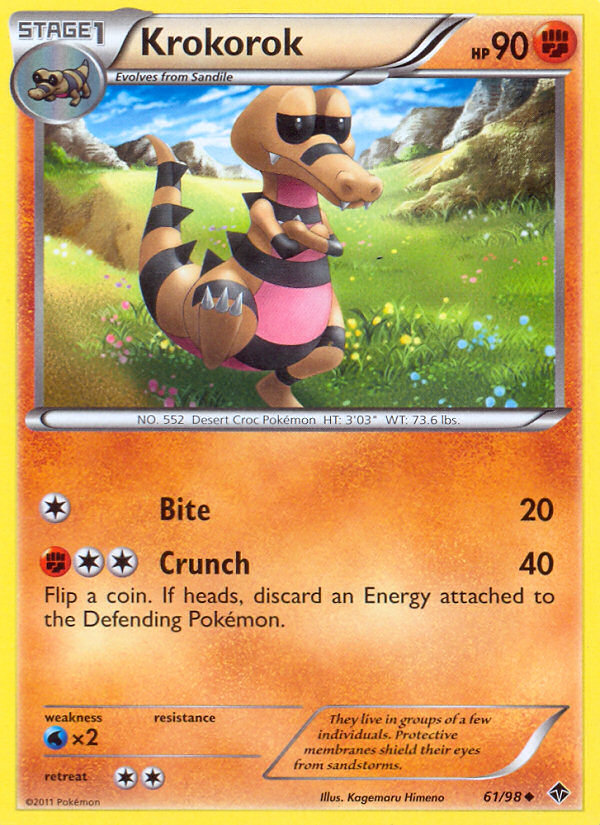 STAGE1
Krokorok
HP 90
Evolves from Sandile
NO. 552 Desert Croc Pokémon HT: 3'03" WT: 73.6 lbs.
Bite 20
Crunch 40
Flip a coin. If heads, discard an Energy attached to
the Defending Pokémon.
weakness resistance
×2
They live in groups of a few
individuals. Protective
membranes shield their eyes
from sandstorms.
retreat
©2011 Pokémon
Illus. Kagemaru Himeno
61/98